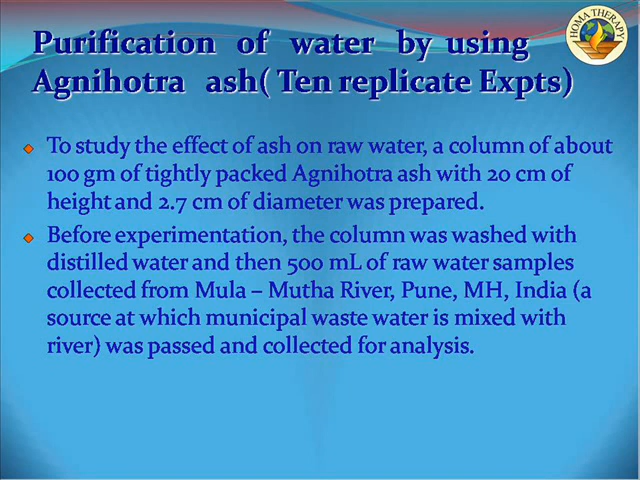 Purification of water by using
Agnihotra ash( Ten replicate Expts)
HOMA THERAPY
To study the effect of ash on raw water, a column of about
100 gm of tightly packed Agnihotra ash with 20 cm of
height and 2.7 cm of diameter was prepared.
Before experimentation, the column was washed with
distilled water and then 500 mL of raw water samples
collected from Mula – Mutha River, Pune, MH, India (a
source at which municipal waste water is mixed with
river) was passed and collected for analysis.